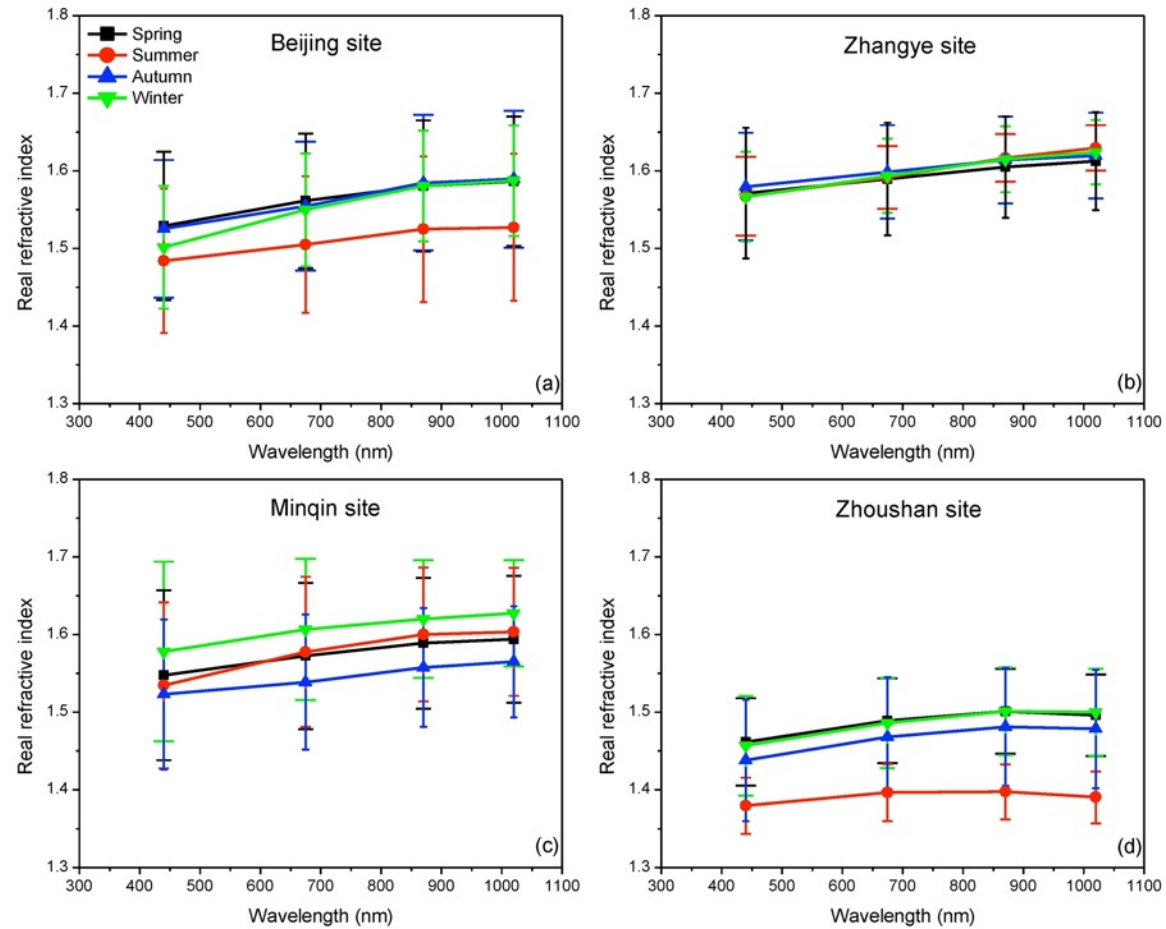 Beijing site
Spring
Summer
Autumn
Winter
Real refractive index
1.8
1.7
1.6
1.5
1.4
1.3
300 400 500 600 700 800 900 1000 1100
Wavelength (nm)
(a)
Zhangye site
Real refractive index
1.8
1.7
1.6
1.5
1.4
1.3
300 400 500 600 700 800 900 1000 1100
Wavelength (nm)
(b)
Minqin site
Real refractive index
1.8
1.7
1.6
1.5
1.4
1.3
300 400 500 600 700 800 900 1000 1100
Wavelength (nm)
(c)
Zhoushan site
Real refractive index
1.8
1.7
1.6
1.5
1.4
1.3
300 400 500 600 700 800 900 1000 1100
Wavelength (nm)
(d)